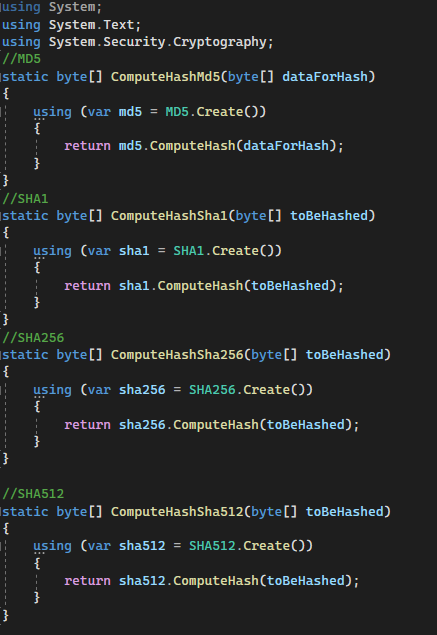 using System;
using System.Text;
using System.Security.Cryptography;
//MD5
static byte[] ComputeHashMd5(byte[] dataForHash)
{
using (var md5 = MD5.Create())
{
return md5.ComputeHash(dataForHash);
}
}
//SHA1
static byte[] ComputeHashSha1(byte[] toBeHashed)
{
using (var sha1 = SHA1.Create())
{
return sha1.ComputeHash(toBeHashed);
}
}
//SHA256
static byte[] ComputeHashSha256(byte[] toBeHashed)
{
using (var sha256 = SHA256.Create())
{
return sha256.ComputeHash(toBeHashed);
}
}
//SHA512
static byte[] ComputeHashSha512(byte[] toBeHashed)
{
using (var sha512 = SHA512.Create())
{
return sha512.ComputeHash(toBeHashed);
}
}